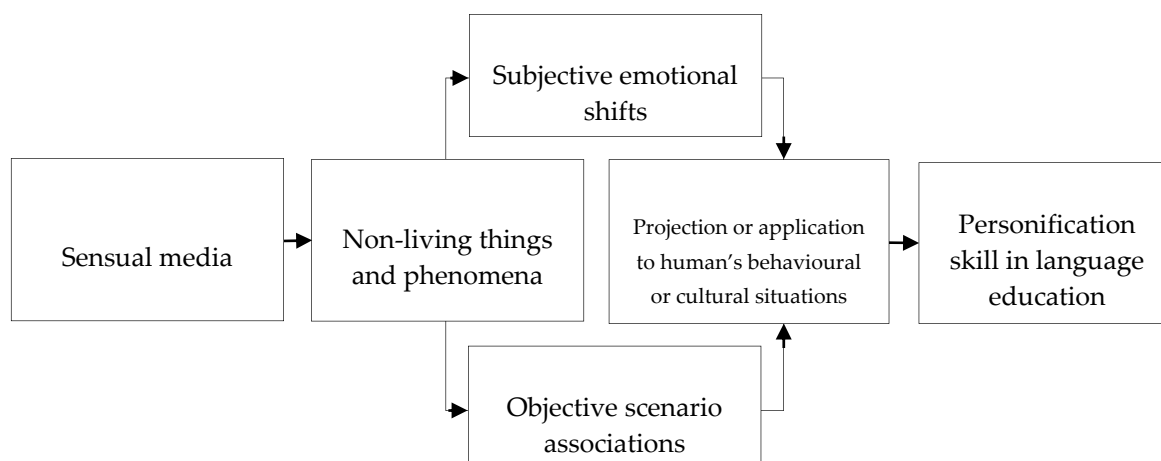 Sensual media
Non-living things
and phenomena
Subjective emotional
shifts
Objective scenario
associations
Projection or application
to human’s behavioural
or cultural situations
Personification
skill in language
education